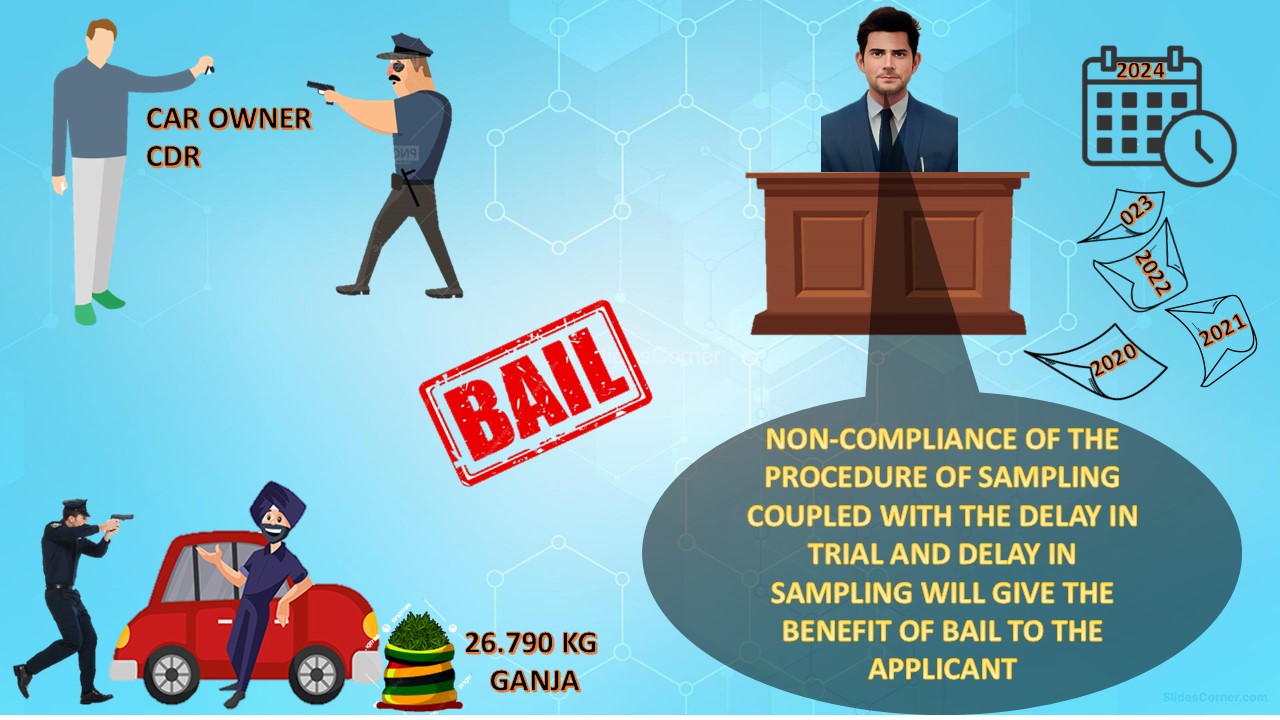 CAR OWNER
CDR
2024
023
2022
2021
2020
BAIL
NON-COMPLIANCE OF THE
PROCEDURE OF SAMPLING
COUPLED WITH THE DELAY IN
TRIAL AND DELAY IN
SAMPLING WILL GIVE THE
BENEFIT OF BAIL TO THE
APPLICANT
26.790 KG
GANJA
SlidesCorner.com